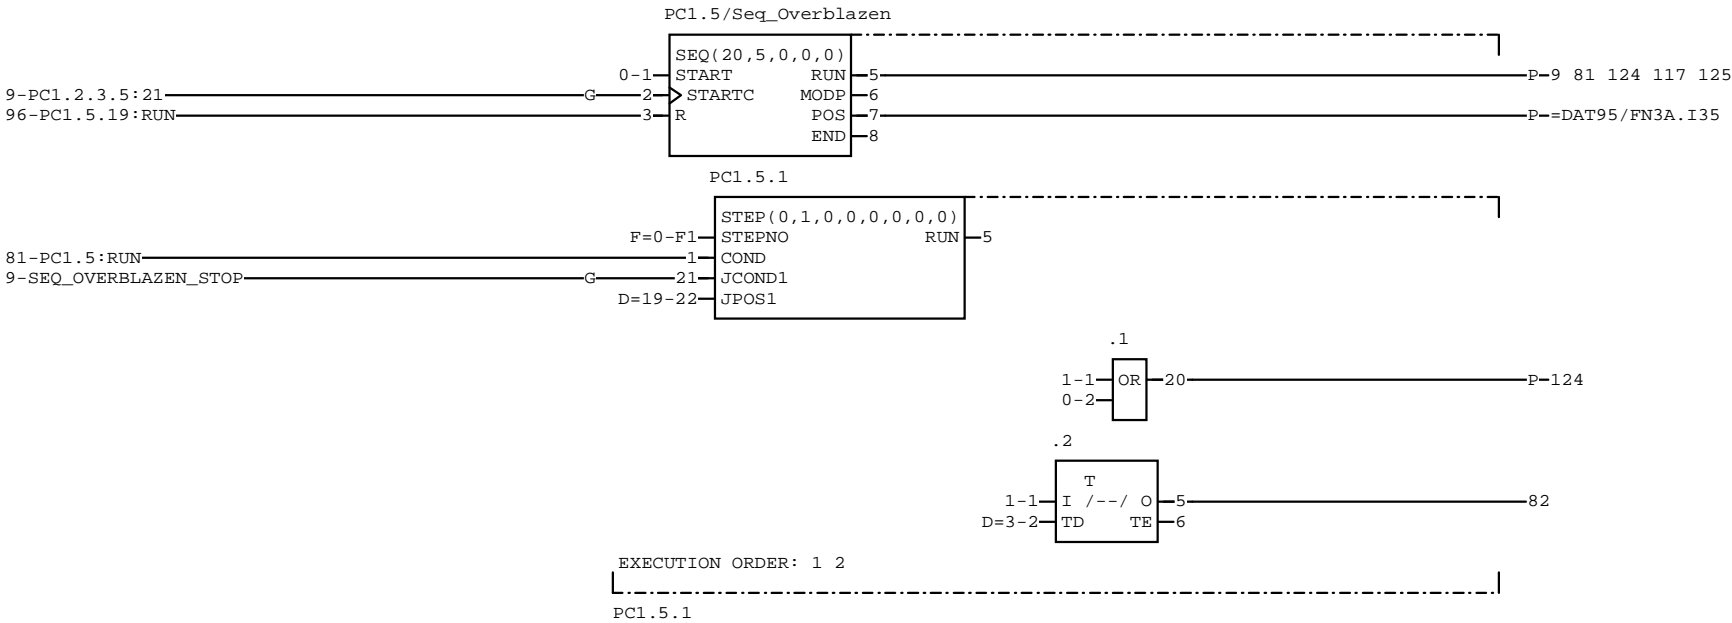 PC1.5/Seq_Overblazen
SEQ(20,5,0,0,0)
0-1 START RUN 5 P-9 81 124 117 125
9-PC1.2.3.5:21 G 2 STARTC MODP 6
96-PC1.5.19:RUN 3 R POS 7 P-=DAT95/FN3A.I35
END 8
PC1.5.1
STEP(0,1,0,0,0,0,0,0)
F=0-F1 STEPNO RUN 5
81-PC1.5:RUN 1 COND
9-SEQ_OVERBLAZEN_STOP G 21 JCOND1
D=19-22 JPOS1
.1
1-1 OR 20 P-124
0-2
.2
T
1-1 I /--/ O 5 82
D=3-2 TD TE 6
EXECUTION ORDER: 1 2
PC1.5.1